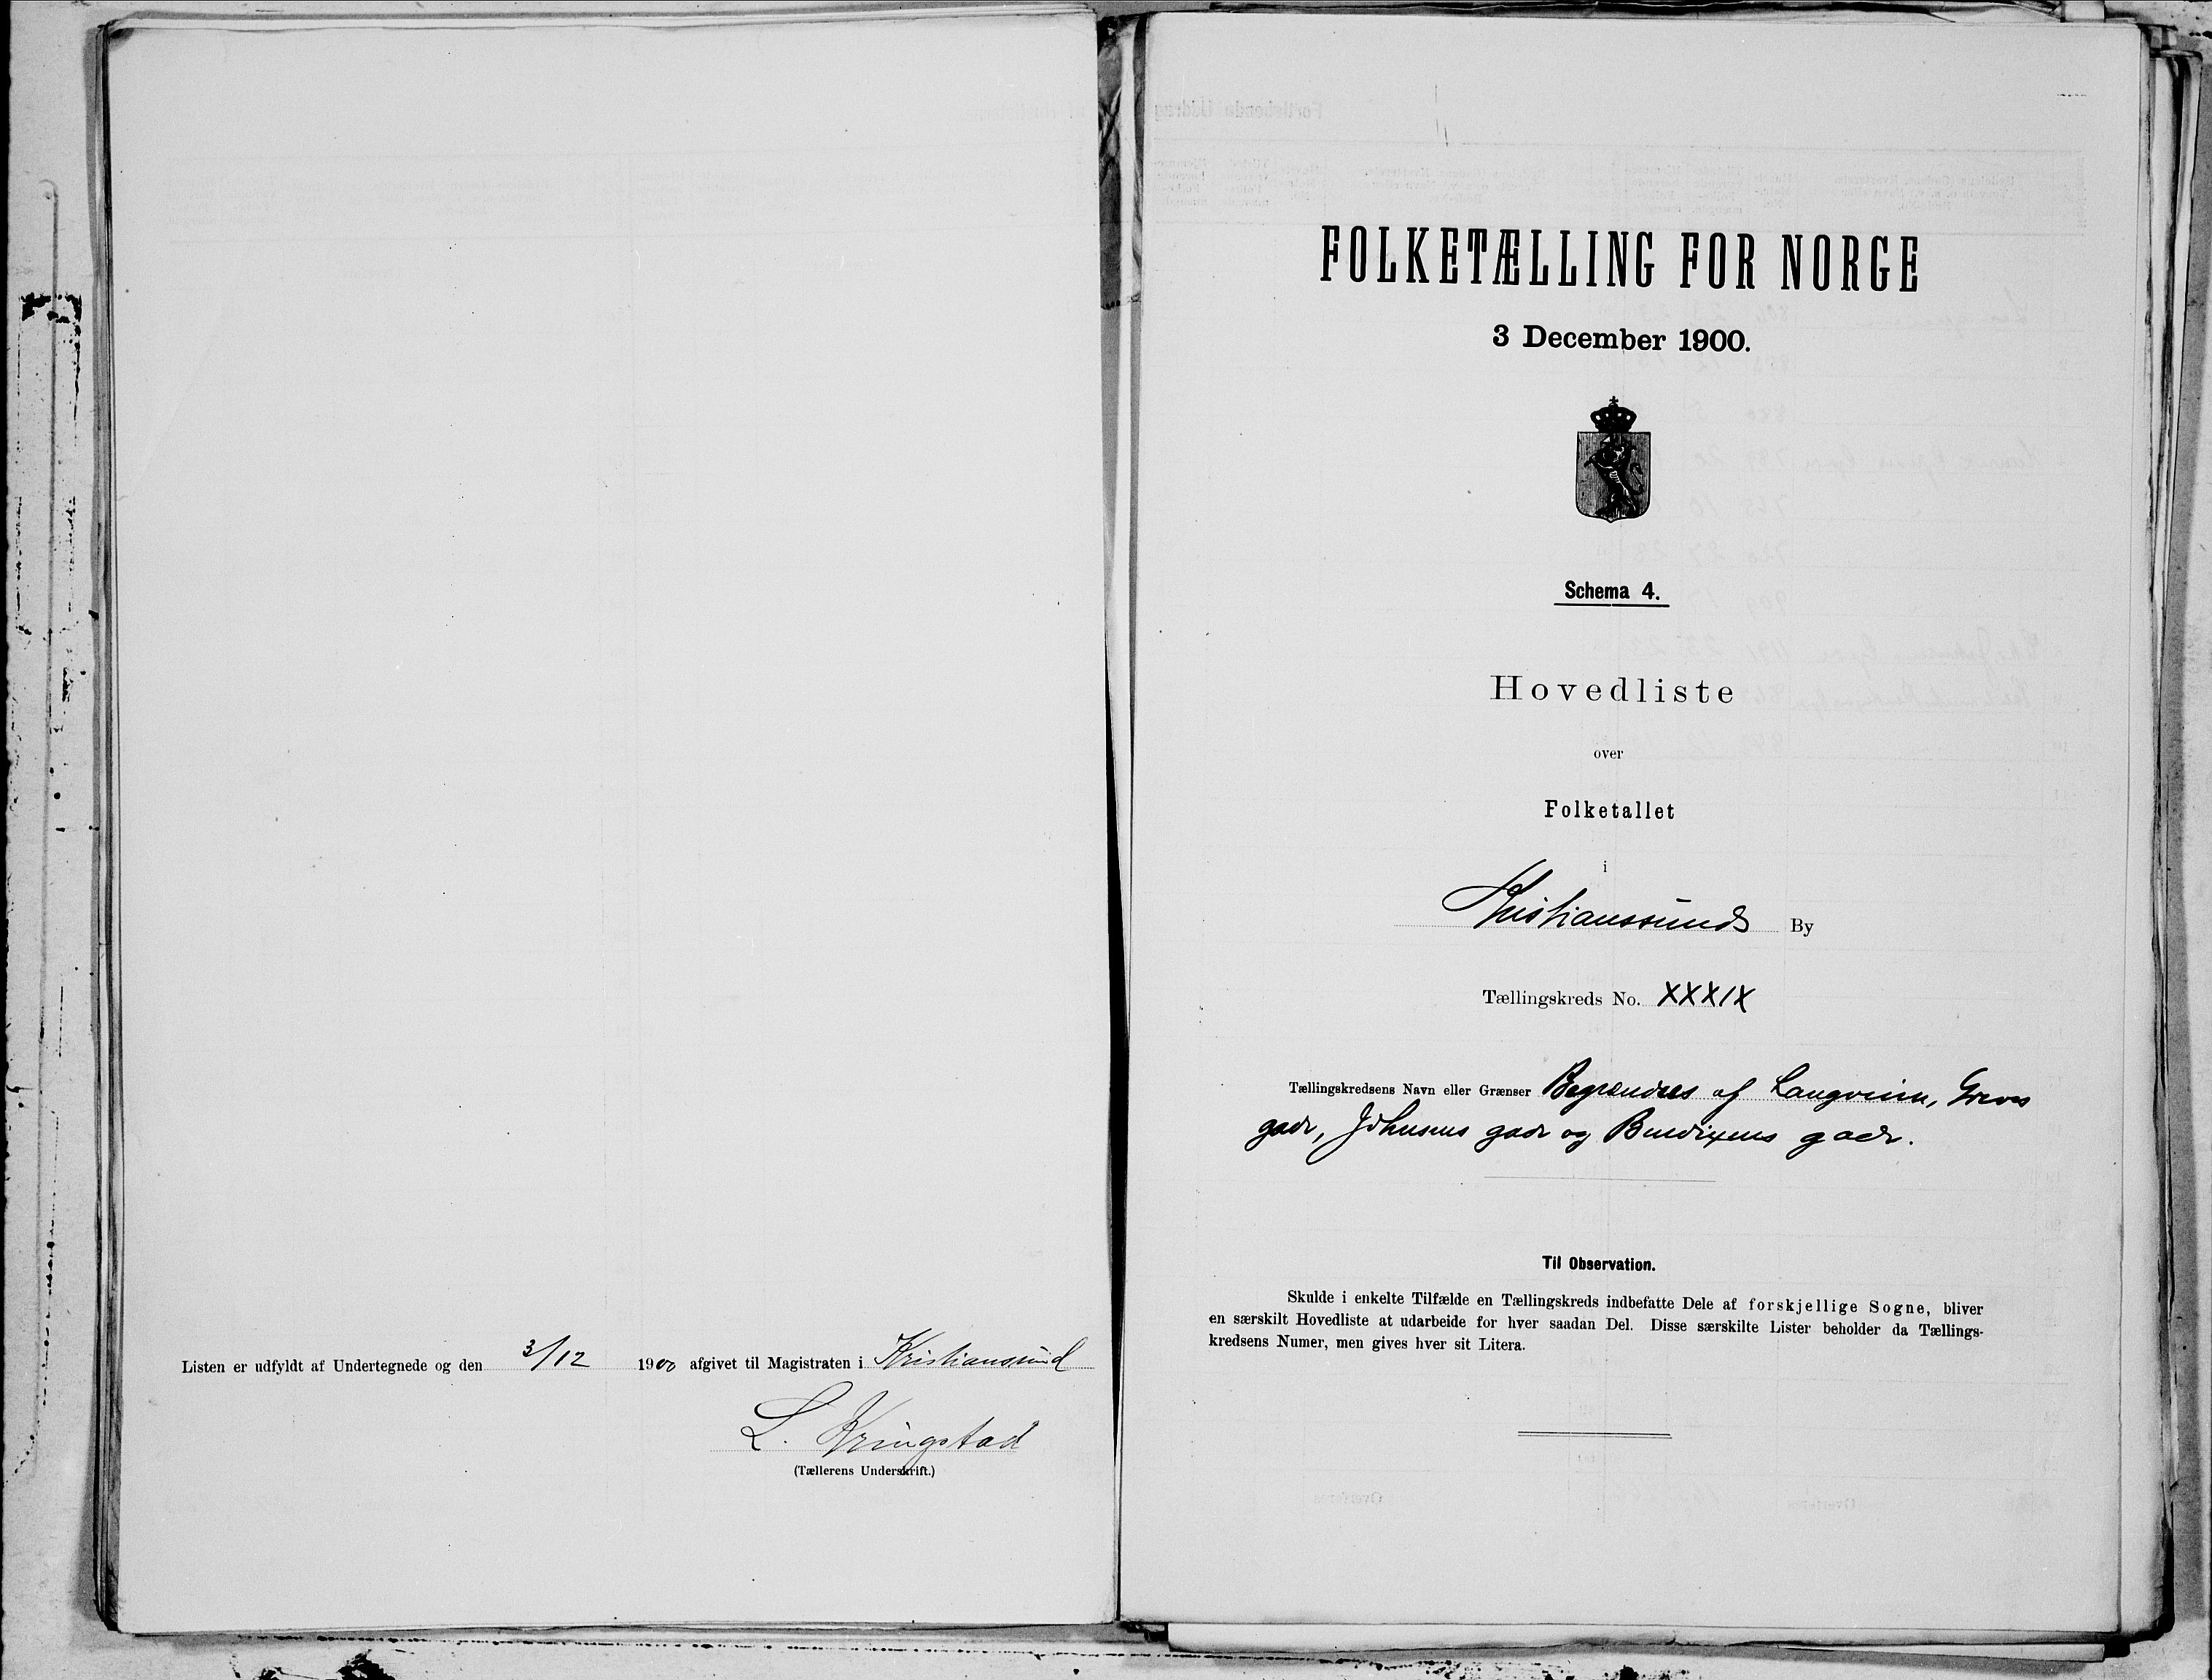 Listen er udfyldt af Undertegnede og den 3/12 1900 afgivet til Magistraten i Kristianssund
L. Kringstad
(Tællerens Underskrift.)
FOLKETÆLLING FOR NORGE
3 December 1900.
Schema 4.
Hovedliste
over
Folketallet
i
Kristianssunds By
Tællingskreds No. XXXIX
Tællingskredsens Navn eller Grænser Begrændses af Langveien,
gade, Johnsens gade og Bendixens gade.
Til Observation.
Skulde i enkelte Tilfælde en Tællingskreds indbefatte Dele af forskjellige Sogne, bliver
en særskilt Hovedliste at udarbeide for hver saadan Del. Disse særskilte Lister beholder da Tællings-
kredsens Numer, men gives hver sit Litera.